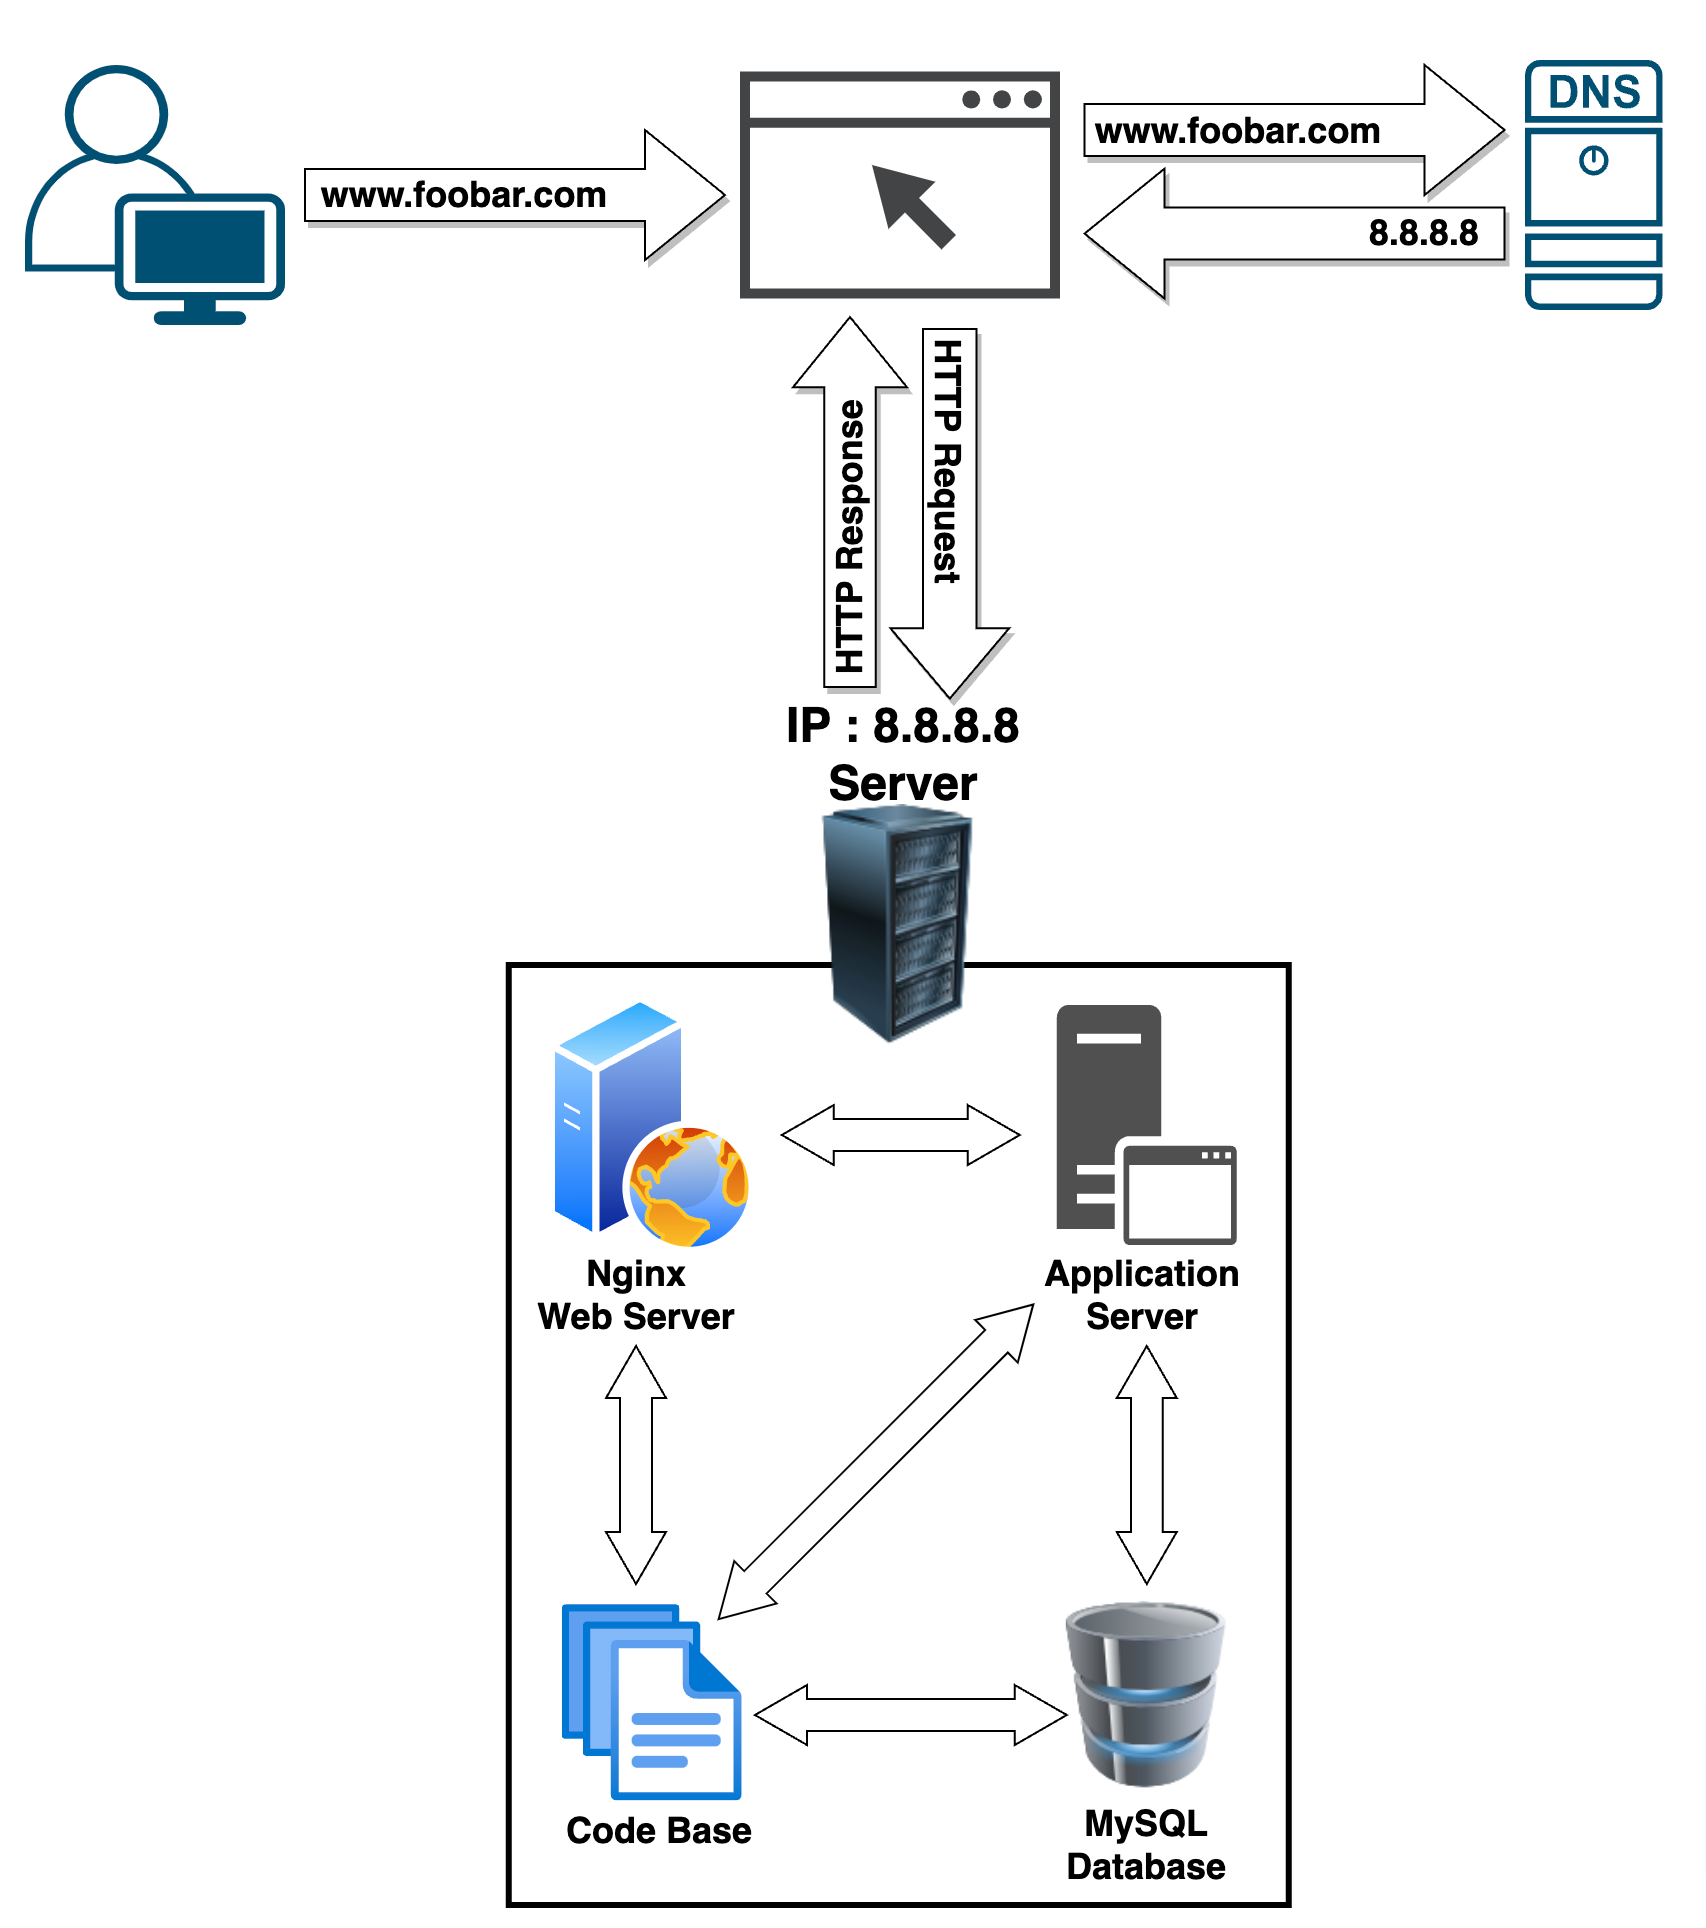 DNS
www.foobar.com
www.foobar.com
8.8.8.8
HTTP Response
HTTP Request
IP : 8.8.8.8
Server
Nginx
Web Server
Application
Server
Code Base
MySQL
Database